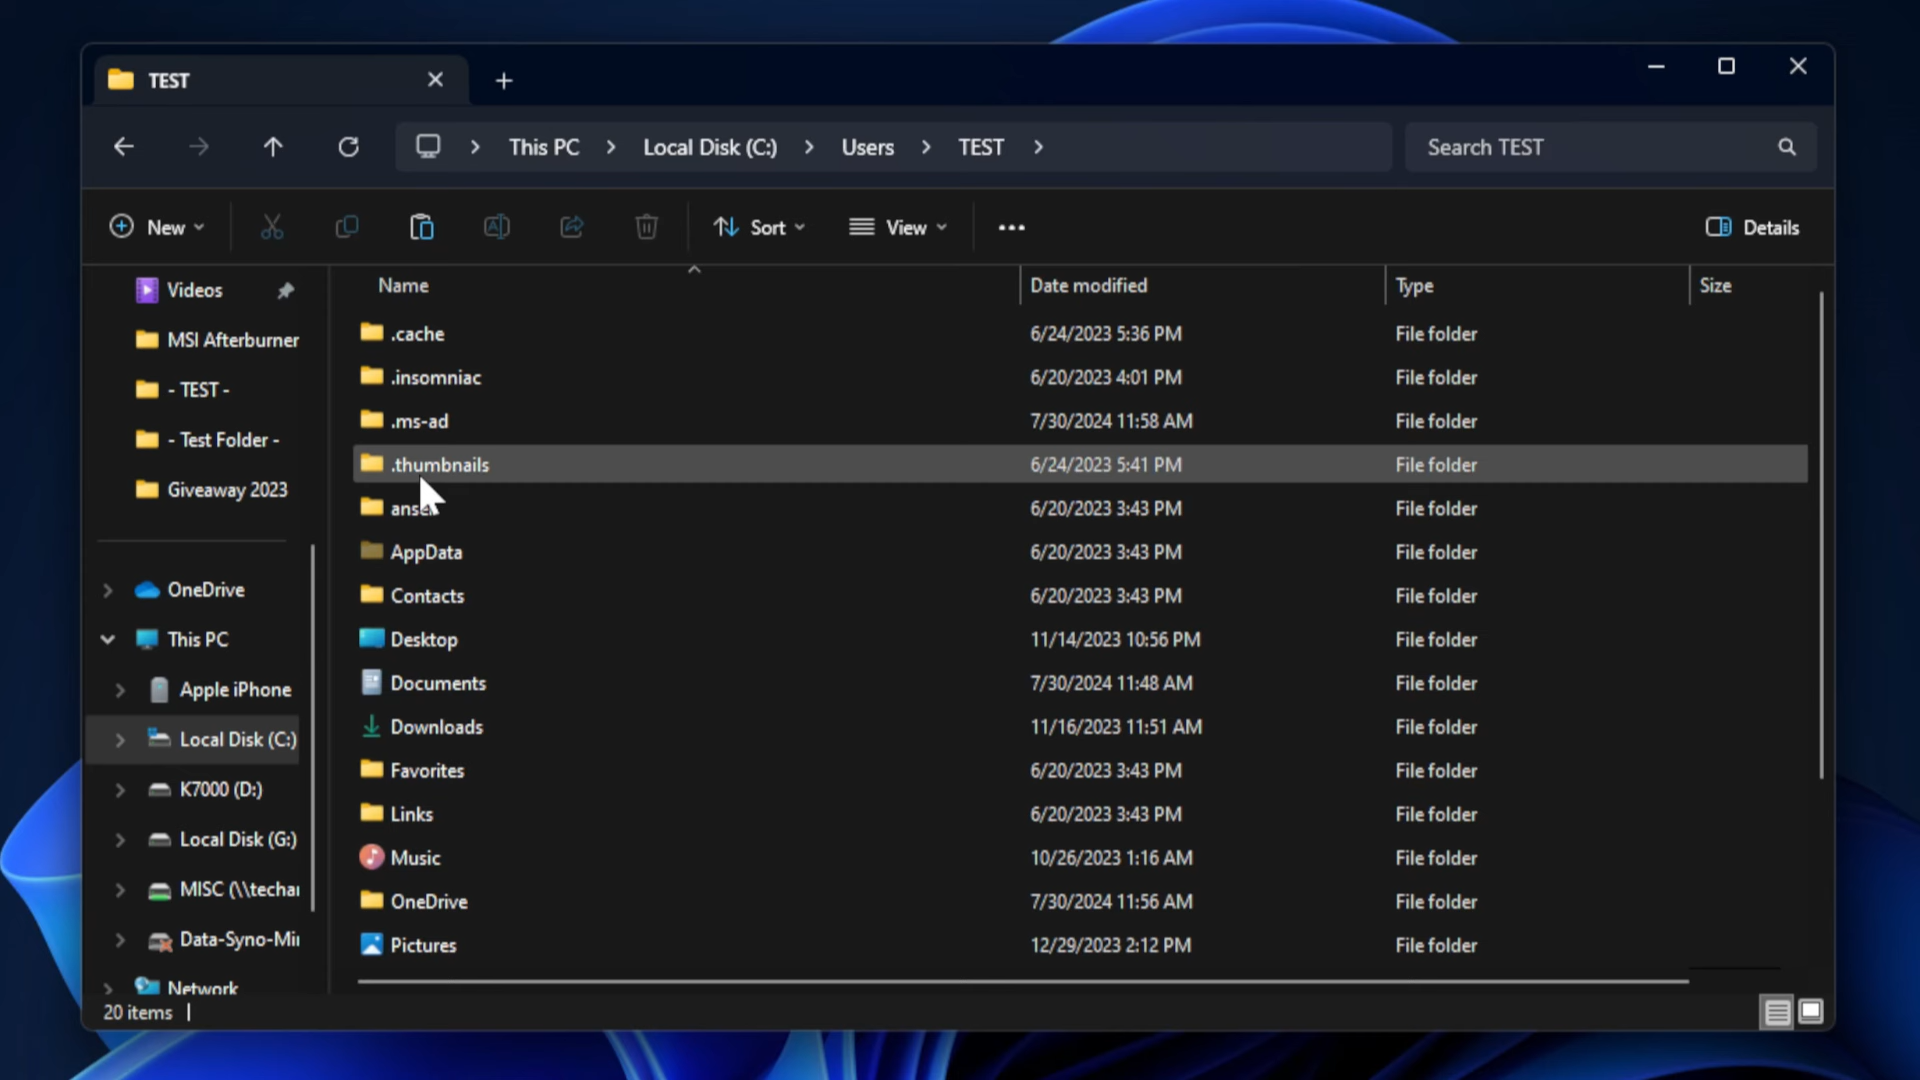 TEST
This PC > Local Disk (C:) > Users > TEST >
Search TEST
New
Sort
View
Details
Videos
MSI Afterburner
- TEST -
- Test Folder -
Giveaway 2023
OneDrive
This PC
Apple iPhone
Local Disk (C:)
K7000 (D:)
Local Disk (G:)
MISC (\\techar
Data-Syno-Mi
Network
Name Date modified Type Size
.cache 6/24/2023 5:36 PM File folder
.insomniac 6/20/2023 4:01 PM File folder
.ms-ad 7/30/2024 11:58 AM File folder
.thumbnails 6/24/2023 5:41 PM File folder
anse 6/20/2023 3:43 PM File folder
AppData 6/20/2023 3:43 PM File folder
Contacts 6/20/2023 3:43 PM File folder
Desktop 11/14/2023 10:56 PM File folder
Documents 7/30/2024 11:48 AM File folder
Downloads 11/16/2023 11:51 AM File folder
Favorites 6/20/2023 3:43 PM File folder
Links 6/20/2023 3:43 PM File folder
Music 10/26/2023 1:16 AM File folder
OneDrive 7/30/2024 11:56 AM File folder
Pictures 12/29/2023 2:12 PM File folder
20 items